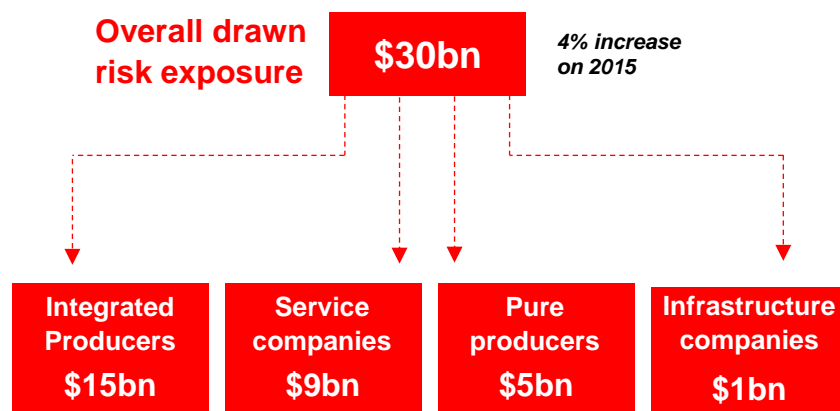 Overall drawn
risk exposure
$30bn
4% increase
on 2015
Integrated
Producers
$15bn
Service
companies
$9bn
Pure
producers
$5bn
Infrastructure
companies
$1bn